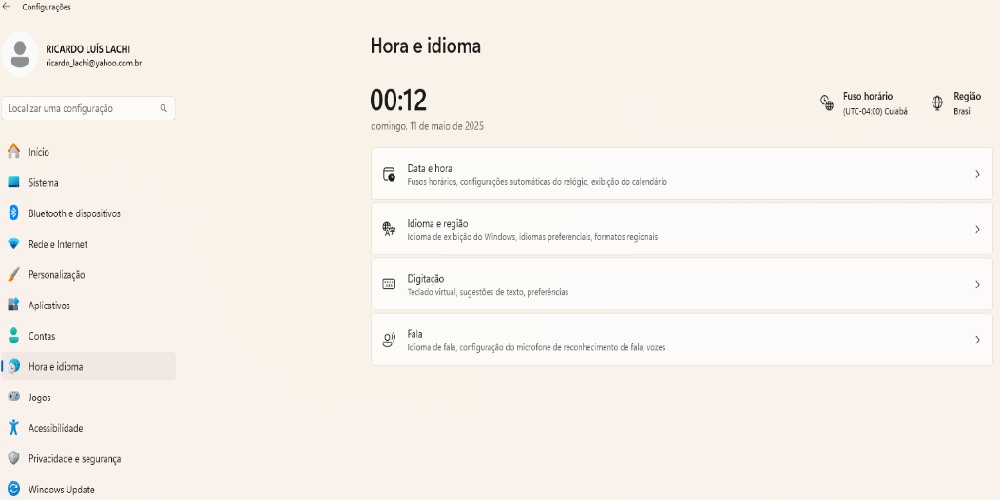 Configurações
RICARDO LUÍS LACHI
ricardo_lachi@yahoo.com.br
Localizar uma configuração
Início
Sistema
Bluetooth e dispositivos
Rede e Internet
Personalização
Aplicativos
Contas
Hora e idioma
Jogos
Acessibilidade
Privacidade e segurança
Windows Update
Hora e idioma
00:12
domingo, 11 de maio de 2025
Fuso horário
(UTC-04:00) Cuiabá
Região
Brasil
Data e hora
Fusos horários, configurações automáticas do relógio, exibição do calendário
Idioma e região
Idioma de exibição do Windows, idiomas preferenciais, formatos regionais
Digitação
Teclado virtual, sugestões de texto, preferências
Fala
Idioma de fala, configuração do microfone de reconhecimento de fala, vozes